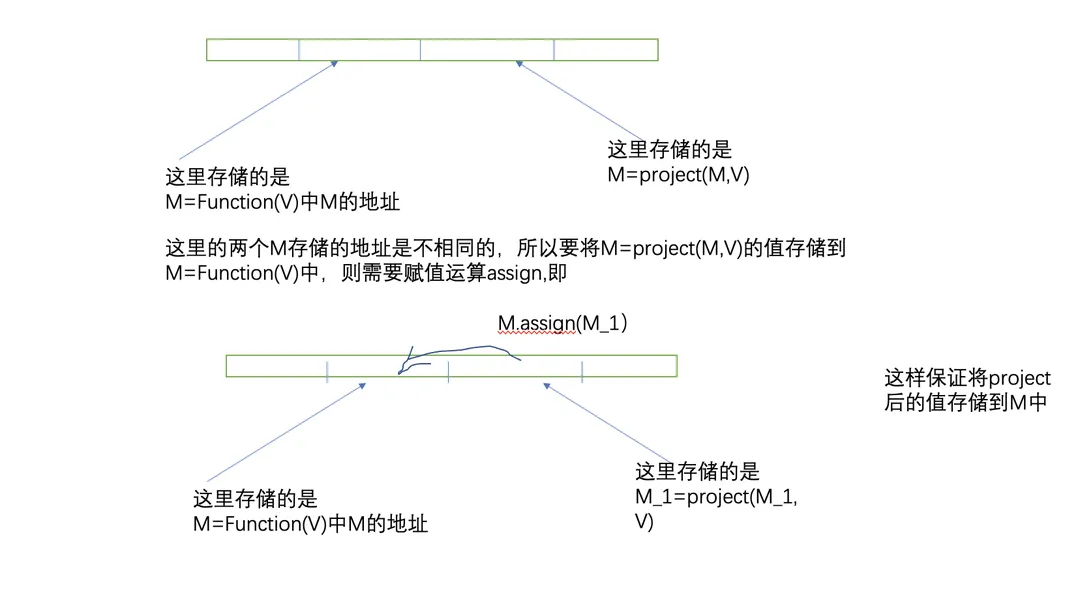 这里存储的是
M=project(M,V)
这里存储的是
M=Function(V)中M的地址
这里的两个M存储的地址是不相同的，所以要将M=project(M,V)的值存储到
M=Function(V)中，则需要赋值运算assign,即
M.assign(M_1）
这样保证将project
后的值存储到M中
这里存储的是
M_1=project(M_1,
V)
这里存储的是
M=Function(V)中M的地址